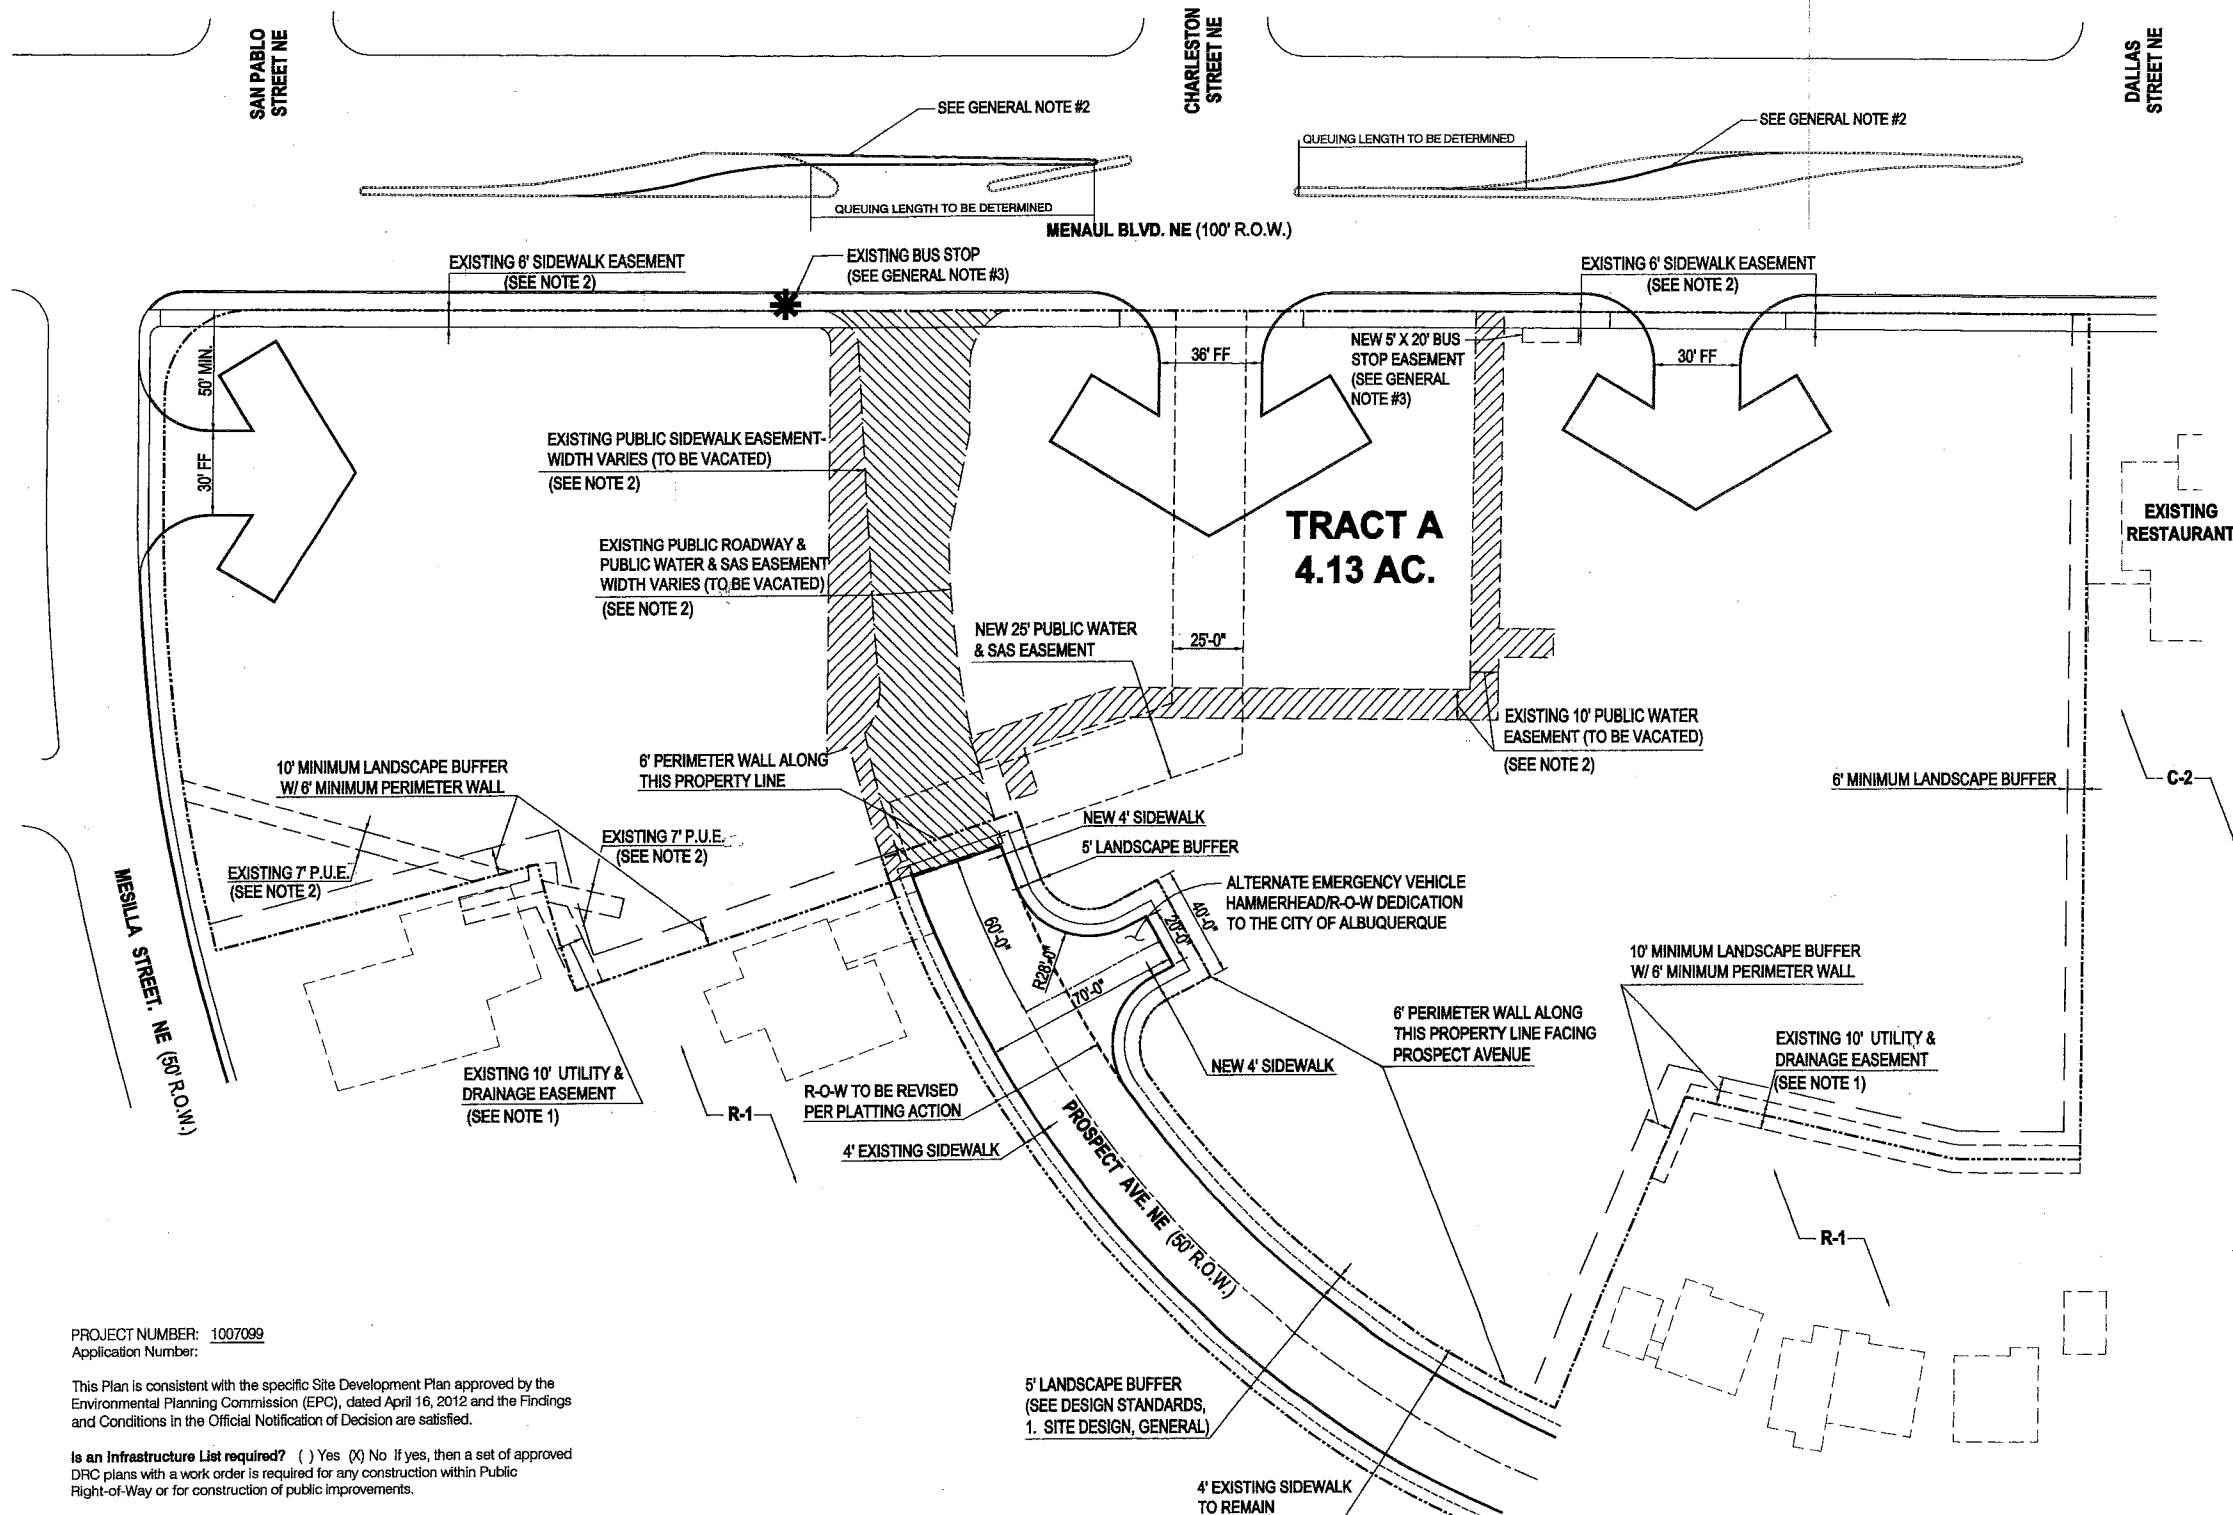 SAN PABLO
STREET NE
CHARLESTON
STREET NE
DALLAS
STREET NE
SEE GENERAL NOTE #2
SEE GENERAL NOTE #2
QUEUING LENGTH TO BE DETERMINED
QUEUING LENGTH TO BE DETERMINED
MENAUL BLVD. NE (100' R.O.W.)
EXISTING 6' SIDEWALK EASEMENT
(SEE NOTE 2)
EXISTING BUS STOP
(SEE GENERAL NOTE #3)
EXISTING 6' SIDEWALK EASEMENT
(SEE NOTE 2)
50' MIN.
30' FF
36' FF
NEW 5' X 20' BUS
STOP EASEMENT
(SEE GENERAL
NOTE #3)
30' FF
EXISTING PUBLIC SIDEWALK EASEMENT-
WIDTH VARIES (TO BE VACATED)
(SEE NOTE 2)
TRACT A
4.13 AC.
EXISTING
RESTAURANT
EXISTING PUBLIC ROADWAY &
PUBLIC WATER & SAS EASEMENT
WIDTH VARIES (TO BE VACATED)
(SEE NOTE 2)
NEW 25' PUBLIC WATER
& SAS EASEMENT
25'-0"
EXISTING 10' PUBLIC WATER
EASEMENT (TO BE VACATED)
(SEE NOTE 2)
6' PERIMETER WALL ALONG
THIS PROPERTY LINE
10' MINIMUM LANDSCAPE BUFFER
W/ 6' MINIMUM PERIMETER WALL
6' MINIMUM LANDSCAPE BUFFER
C-2
NEW 4' SIDEWALK
5' LANDSCAPE BUFFER
EXISTING 7' P.U.E.
(SEE NOTE 2)
EXISTING 7' P.U.E.
(SEE NOTE 2)
ALTERNATE EMERGENCY VEHICLE
HAMMERHEAD/R-O-W DEDICATION
TO THE CITY OF ALBUQUERQUE
MESILLA STREET. NE (50' R.O.W.)
60'-0"
R28'-0"
20'-0"
40'-0"
70'-0"
10' MINIMUM LANDSCAPE BUFFER
W/ 6' MINIMUM PERIMETER WALL
6' PERIMETER WALL ALONG
THIS PROPERTY LINE FACING
PROSPECT AVENUE
EXISTING 10' UTILITY &
DRAINAGE EASEMENT
(SEE NOTE 1)
NEW 4' SIDEWALK
EXISTING 10' UTILITY &
DRAINAGE EASEMENT
(SEE NOTE 1)
R-1
R-O-W TO BE REVISED
PER PLATTING ACTION
4' EXISTING SIDEWALK
PROSPECT AVE. NE (50' R.O.W.)
R-1
PROJECT NUMBER: 1007099
Application Number:
This Plan is consistent with the specific Site Development Plan approved by the
Environmental Planning Commission (EPC), dated April 16, 2012 and the Findings
and Conditions in the Official Notification of Decision are satisfied.
Is an Infrastructure List required? ( ) Yes (X) No If yes, then a set of approved
DRC plans with a work order is required for any construction within Public
Right-of-Way or for construction of public improvements.
5' LANDSCAPE BUFFER
(SEE DESIGN STANDARDS,
1. SITE DESIGN, GENERAL)
4' EXISTING SIDEWALK
TO REMAIN